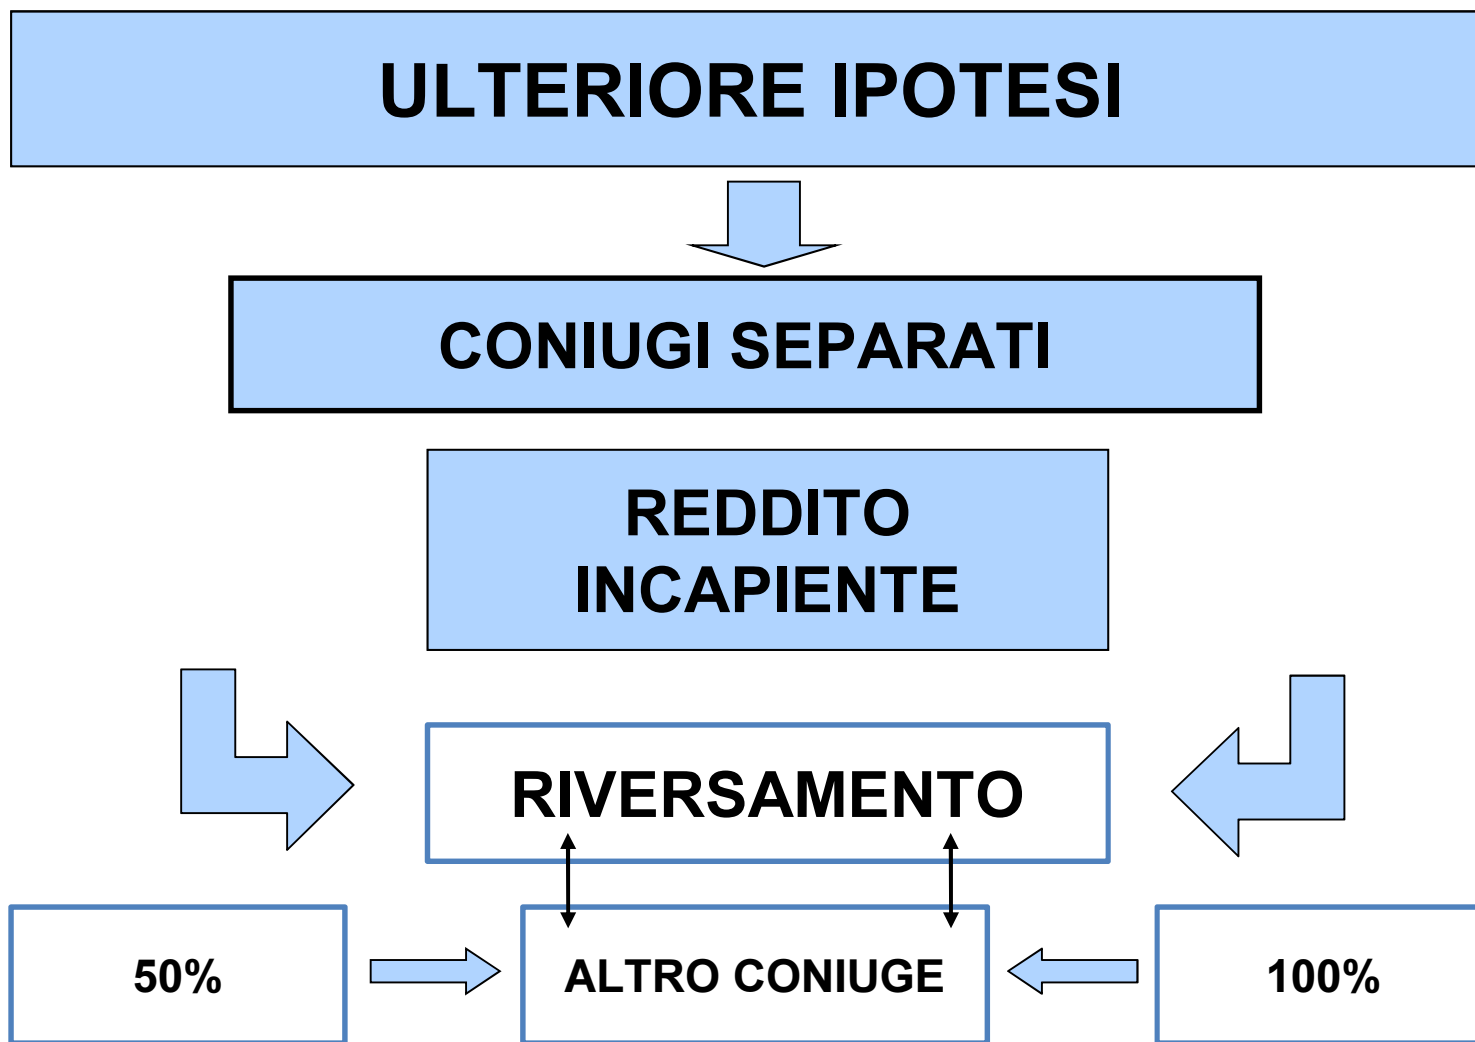 ULTERIORE IPOTESI
CONIUGI SEPARATI
REDDITO
INCAPIENTE
RIVERSAMENTO
50%
ALTRO CONIUGE
100%